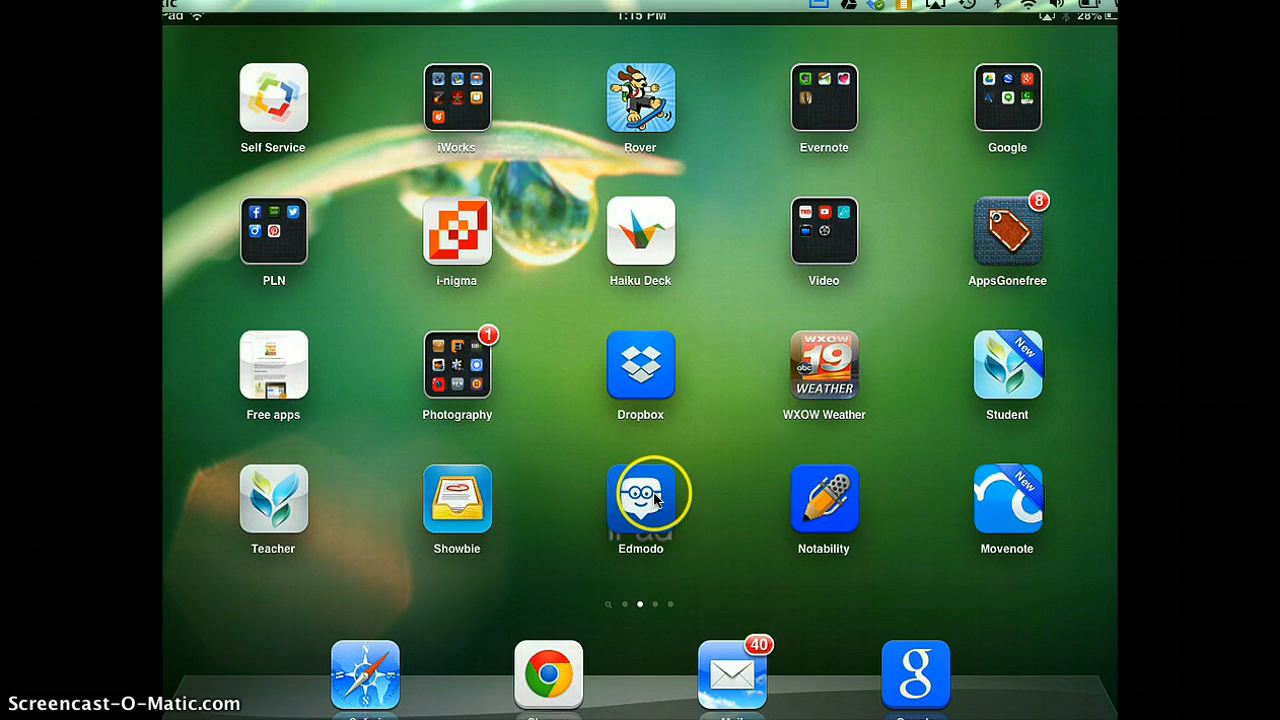 1:15 PM
28%
Self Service
iWorks
Rover
Evernote
Google
8
PLN
i-nigma
Haiku Deck
TED
Video
AppsGonefree
1
abc
19
WEATHER
WXOW
New
Free apps
Photography
Dropbox
WXOW Weather
Student
New
Teacher
Showbie
Edmodo
Notability
Movenote
40
g
Screencast-O-Matic.com